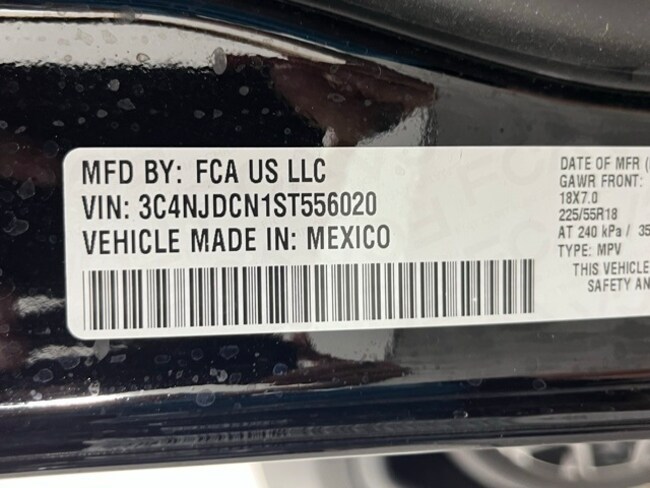 MFD BY: FCA US LLC
VIN: 3C4NJDCN1ST556020
VEHICLE MADE IN: MEXICO
DATE OF MFR (
GAWR FRONT:
18X7.0
225/55R18
AT 240 kPa / 35
TYPE: MPV
THIS VEHICLE
SAFETY AN